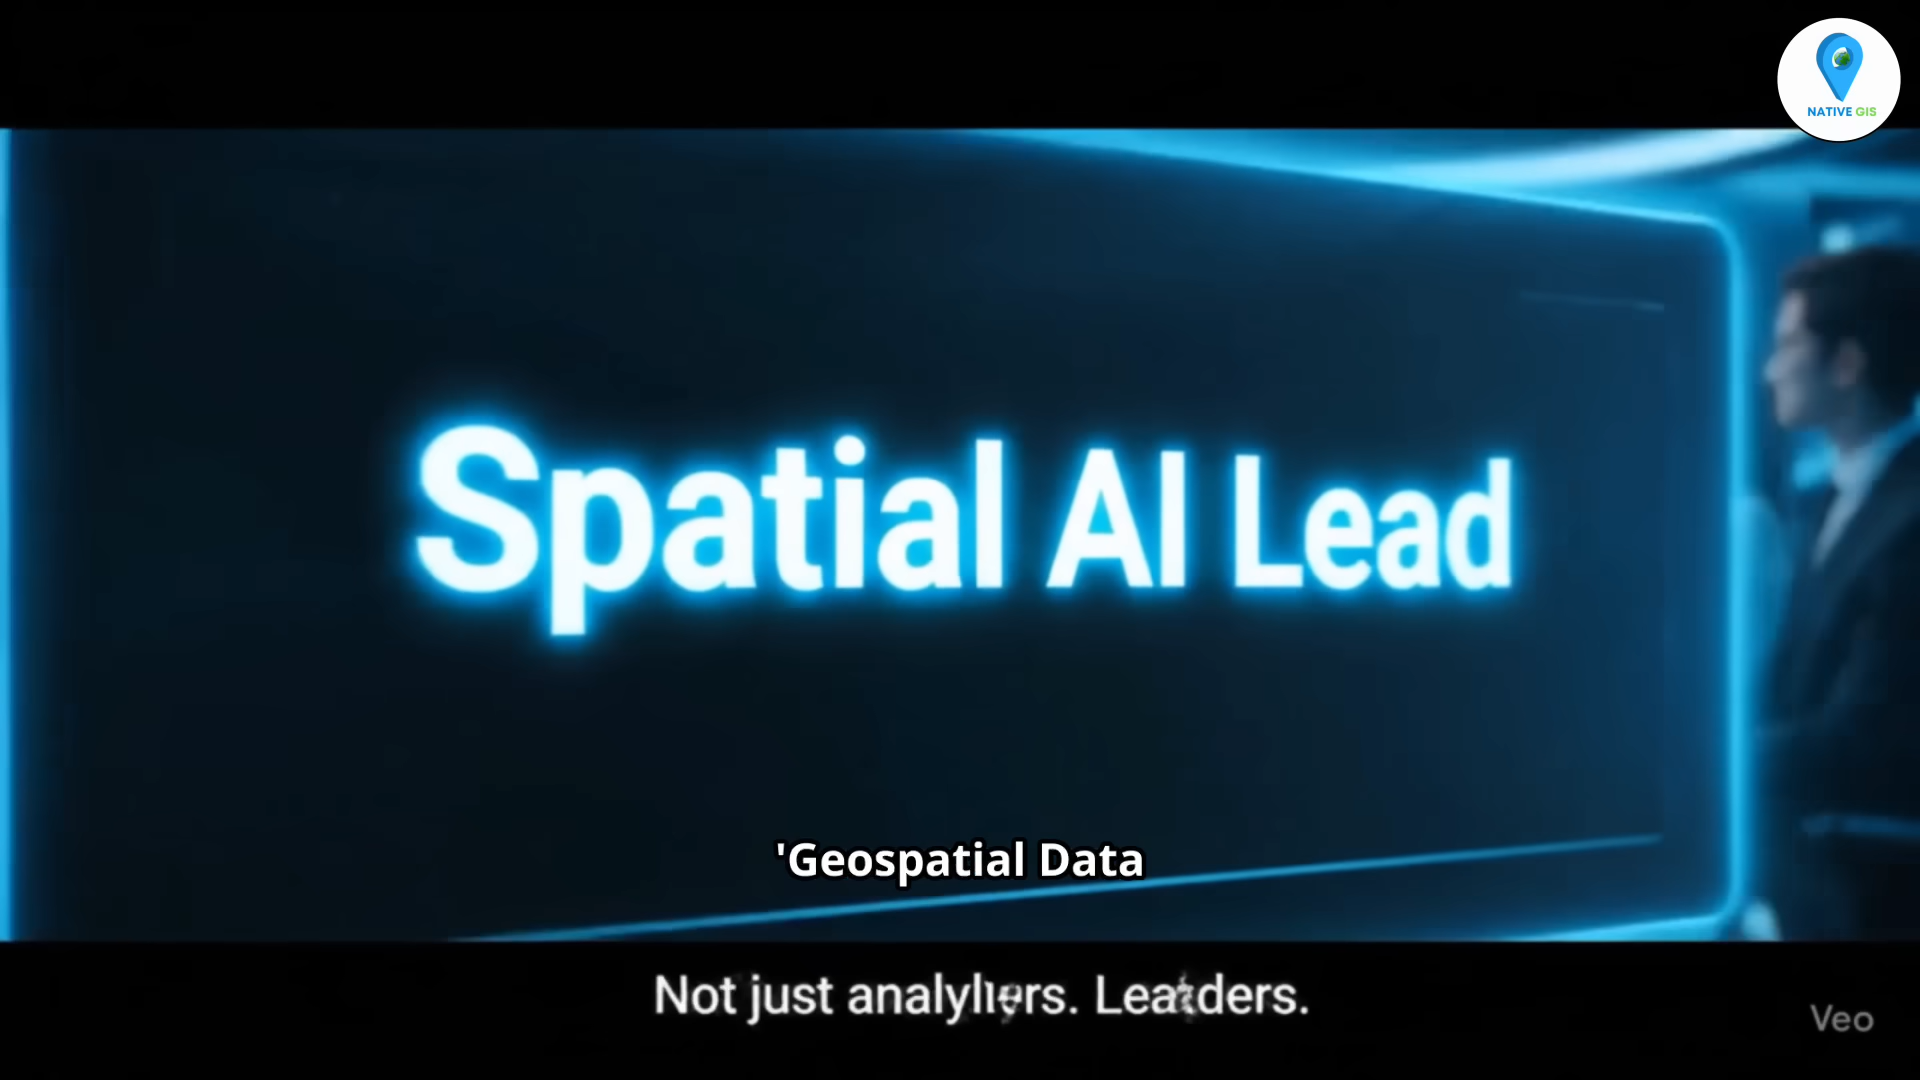 NATIVE GIS
Spatial AI Lead
'Geospatial Data
Not just
Veo